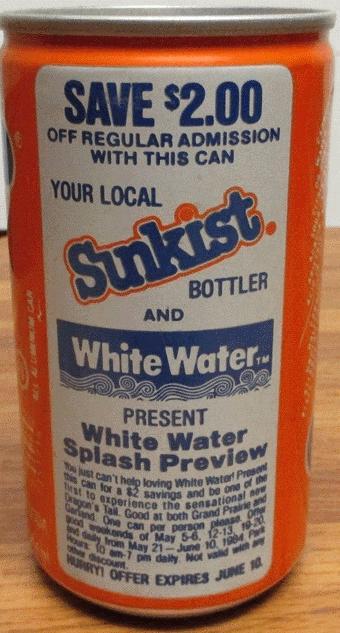 SAVE $2.00
OFF REGULAR ADMISSION
WITH THIS CAN
YOUR LOCAL
Sunkist.
BOTTLER
AND
White Water™
PRESENT
White Water
Splash Preview
You just can't help loving White Water! Present
this can for a $2 savings and be one of the
first to experience the sensational new
Dragon's Tail. Good at both Grand Prairie and
Garland. One can per person please. Offer
good weekends of May 5-6, 12-13, 19-20,
and daily from May 21-June 10, 1984. Park
hours: 10 am-7 pm daily. Not valid with any
other discount.
HURRY! OFFER EXPIRES JUNE 10.
ALL ALUMINUM CAN